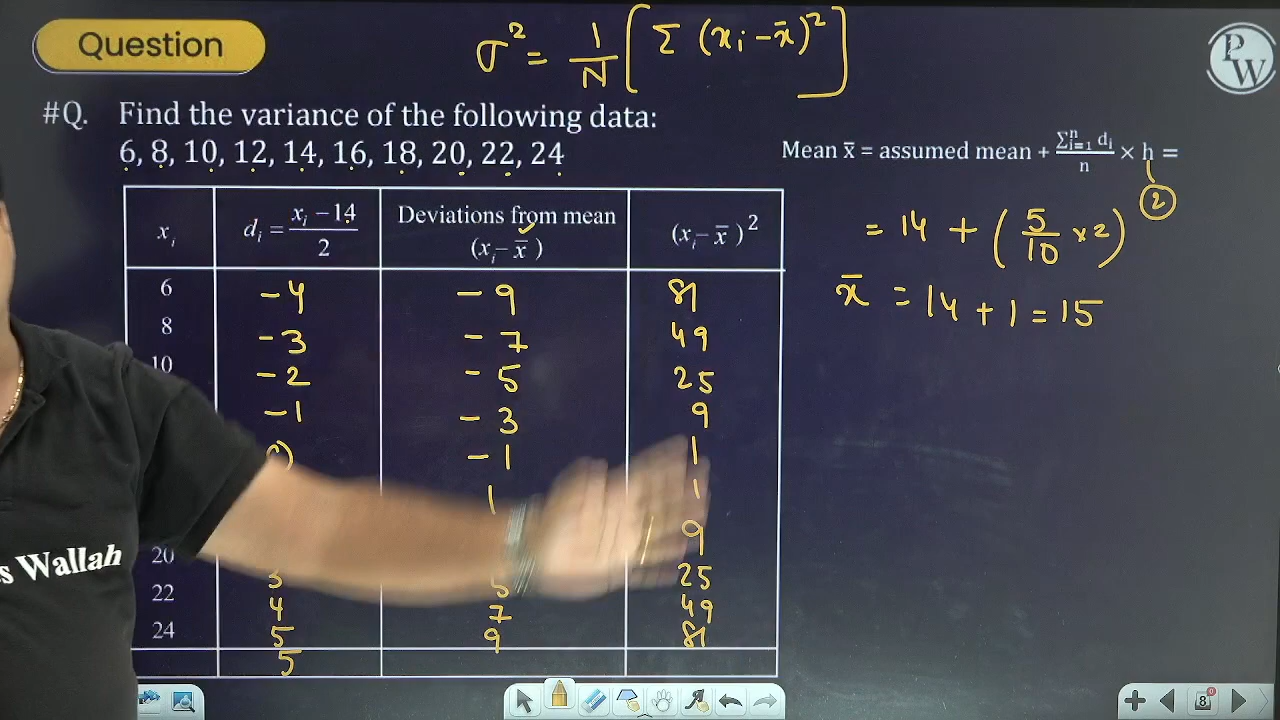 Question
σ² = 1/N [Σ (xᵢ - x̄)²]
PW
#Q. Find the variance of the following data:
6, 8, 10, 12, 14, 16, 18, 20, 22, 24
Mean x̄ = assumed mean + Σⁿᵢ₌₁ dᵢ / n × h =
2
= 14 + (5/10 × 2)
x̄ = 14 + 1 = 15
xᵢ dᵢ = xᵢ - 14 / 2 Deviations from mean (xᵢ - x̄) (xᵢ - x̄)²
6 -4 -9 81
8 -3 -7 49
10 -2 -5 25
-1 -3 9
-1 1
1 1
9
20 25
22 4 7 49
24 5 9 81
5
s Wallah
8